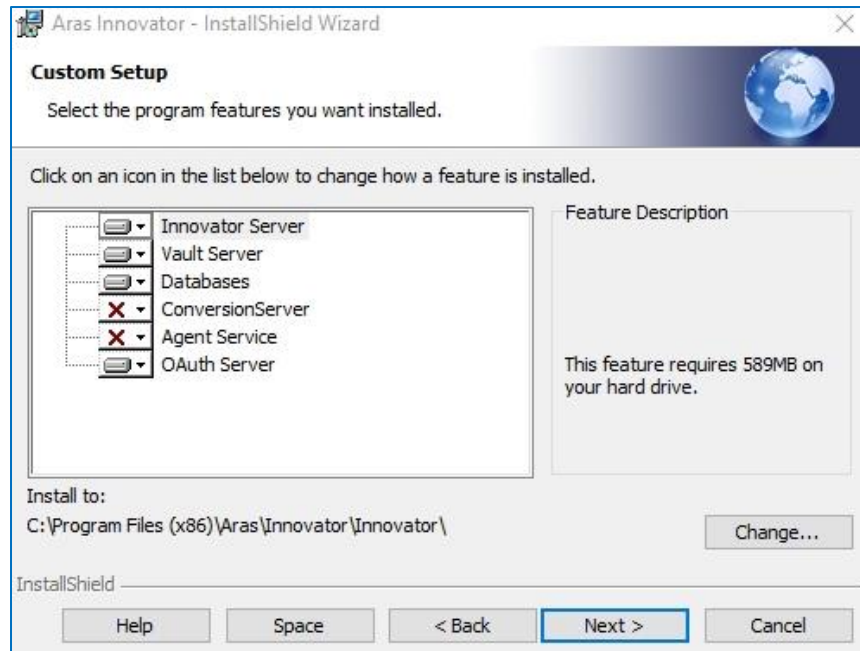 Aras Innovator - InstallShield Wizard
Custom Setup
Select the program features you want installed.
Click on an icon in the list below to change how a feature is installed.
Innovator Server
Vault Server
Databases
ConversionServer
Agent Service
OAuth Server
Feature Description
This feature requires 589MB on
your hard drive.
Install to:
C:\Program Files (x86)\Aras\Innovator\Innovator\
Change...
InstallShield
Help
Space
< Back
Next >
Cancel